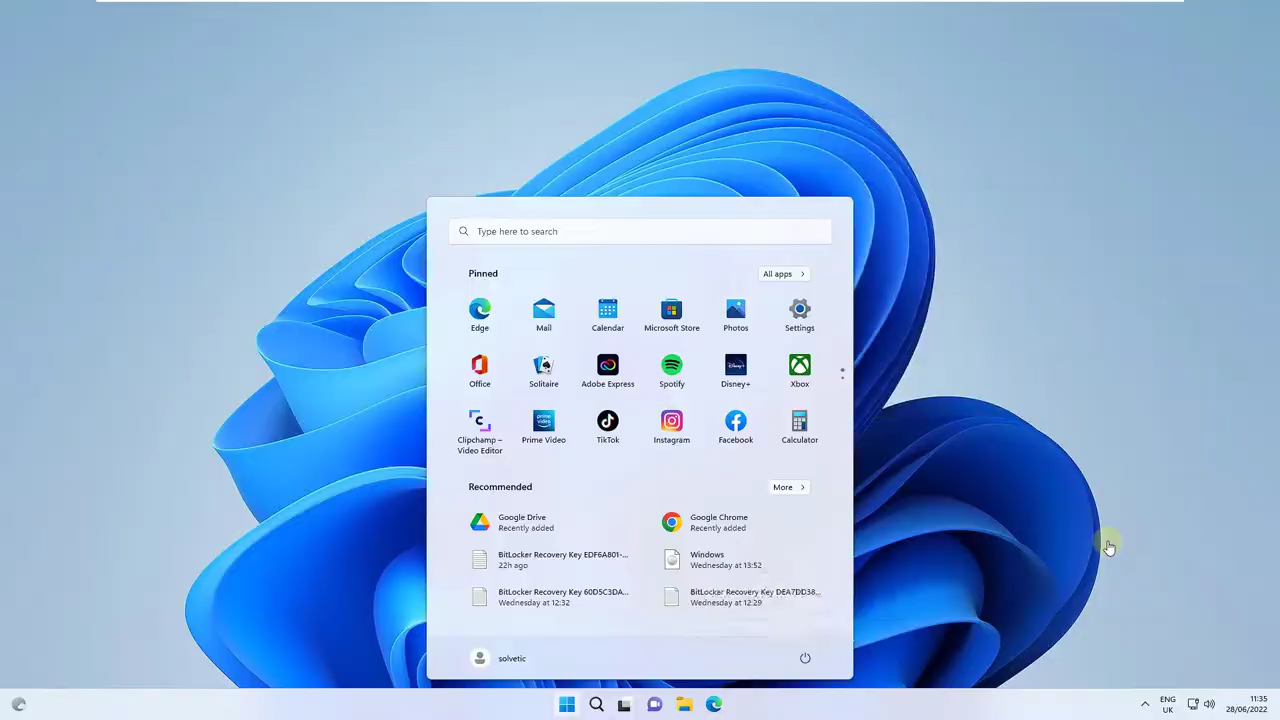 Type here to search
Pinned
All apps
Edge
Mail
Calendar
Microsoft Store
Photos
Settings
Office
Solitaire
Adobe Express
Spotify
Disney+
Xbox
Clipchamp –
Video Editor
Prime Video
TikTok
Instagram
Facebook
Calculator
Recommended
More
Google Drive
Recently added
Google Chrome
Recently added
BitLocker Recovery Key EDF6A801-...
22h ago
Windows
Wednesday at 13:52
BitLocker Recovery Key 60D5C3DA...
Wednesday at 12:32
BitLocker Recovery Key DEA7DD38...
Wednesday at 12:29
solvetic
ENG
UK
11:35
28/06/2022